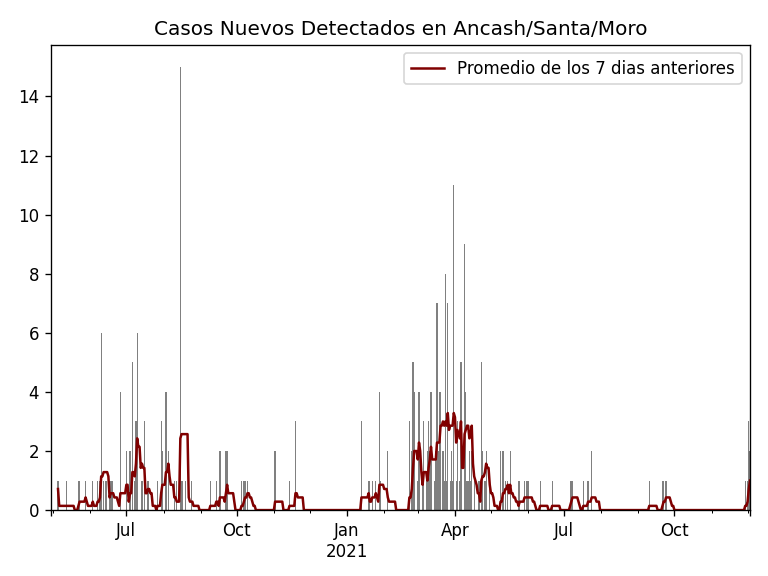 Casos Nuevos Detectados en Ancash/Santa/Moro
Promedio de los 7 dias anteriores
14
12
10
8
6
4
2
0
Jul
Oct
Jan
Apr
Jul
Oct
2021